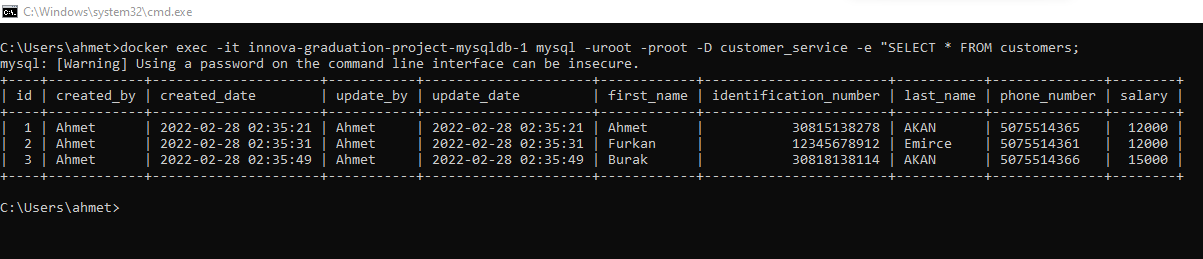 C:\Windows\system32\cmd.exe
C:\Users\ahmet>docker exec -it innova-graduation-project-mysqldb-1 mysql -uroot -proot -D customer_service -e "SELECT * FROM customers;
mysql: [Warning] Using a password on the command line interface can be insecure.
+----+------------+---------------------+-----------+---------------------+------------+-----------------------+-----------+--------------+--------+
| id | created_by | created_date        | update_by | update_date         | first_name | identification_number | last_name | phone_number | salary |
+----+------------+---------------------+-----------+---------------------+------------+-----------------------+-----------+--------------+--------+
|  1 | Ahmet      | 2022-02-28 02:35:21 | Ahmet     | 2022-02-28 02:35:21 | Ahmet      |           30815138278 | AKAN      | 5075514365   |  12000 |
|  2 | Ahmet      | 2022-02-28 02:35:31 | Ahmet     | 2022-02-28 02:35:31 | Furkan     |           12345678912 | Emirce    | 5075514361   |  12000 |
|  3 | Ahmet      | 2022-02-28 02:35:49 | Ahmet     | 2022-02-28 02:35:49 | Burak      |           30818138114 | AKAN      | 5075514366   |  15000 |
+----+------------+---------------------+-----------+---------------------+------------+-----------------------+-----------+--------------+--------+
C:\Users\ahmet>